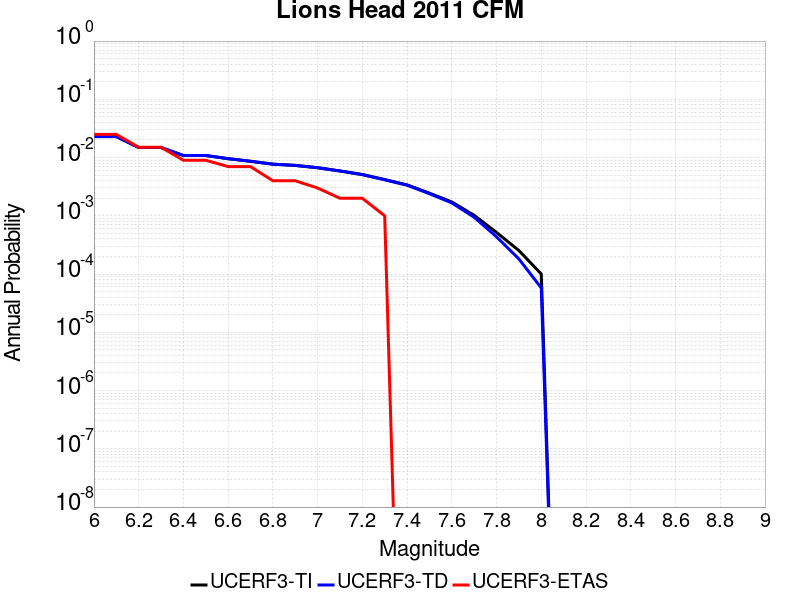 Lions Head 2011 CFM
10^0
10^-1
10^-2
10^-3
10^-4
10^-5
10^-6
10^-7
10^-8
Annual Probability
6 6.2 6.4 6.6 6.8 7 7.2 7.4 7.6 7.8 8 8.2 8.4 8.6 8.8 9
Magnitude
UCERF3-TI UCERF3-TD UCERF3-ETAS